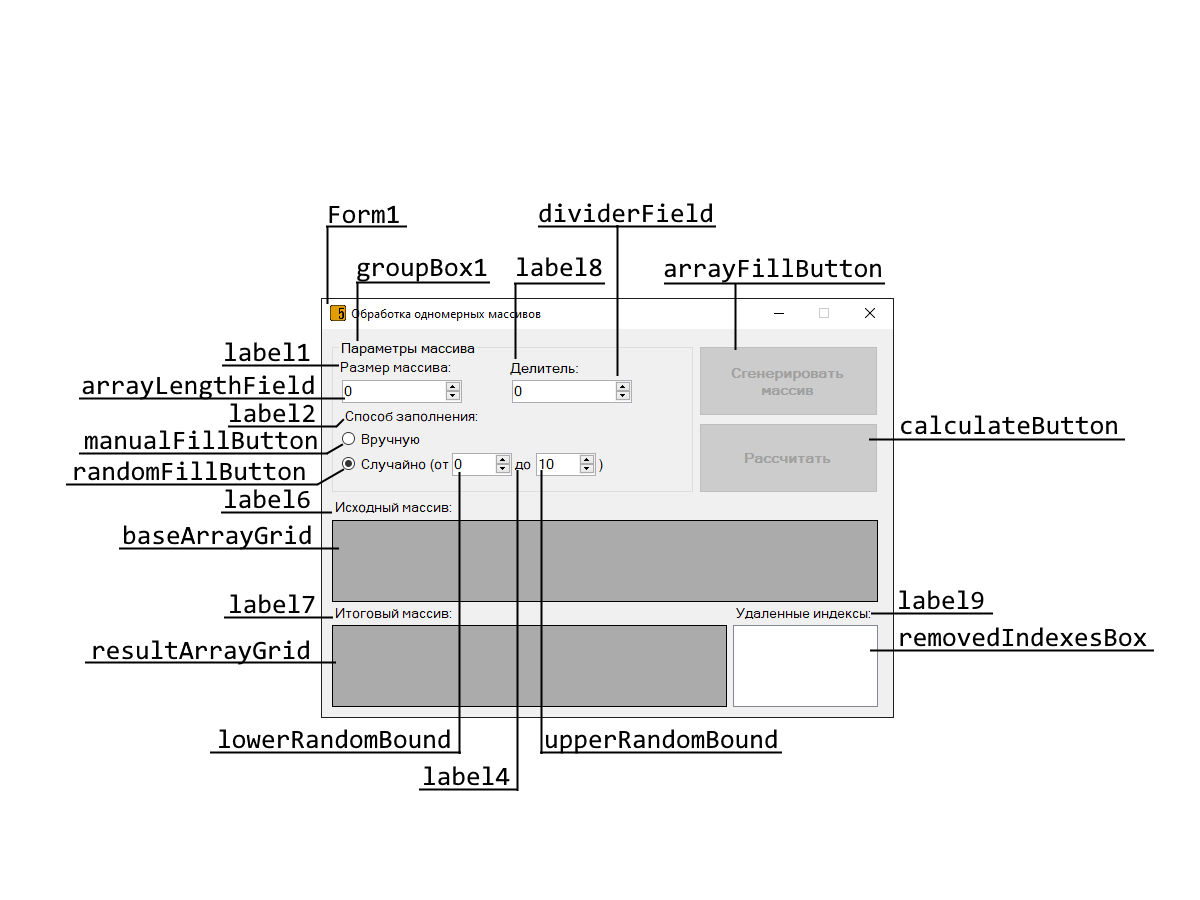 Form1
dividerField
groupBox1
label8
arrayFillButton
5 Обработка одномерных массивов
label1
Параметры массива
Размер массива:
Делитель:
Сгенерировать
массив
arrayLengthField
0
0
label2
Способ заполнения:
calculateButton
manualFillButton
Вручную
randomFillButton
Случайно (от 0 до 10 )
Рассчитать
label6
Исходный массив:
baseArrayGrid
label7
Итоговый массив:
Удаленные индексы:
label9
resultArrayGrid
removedIndexesBox
lowerRandomBound
upperRandomBound
label4